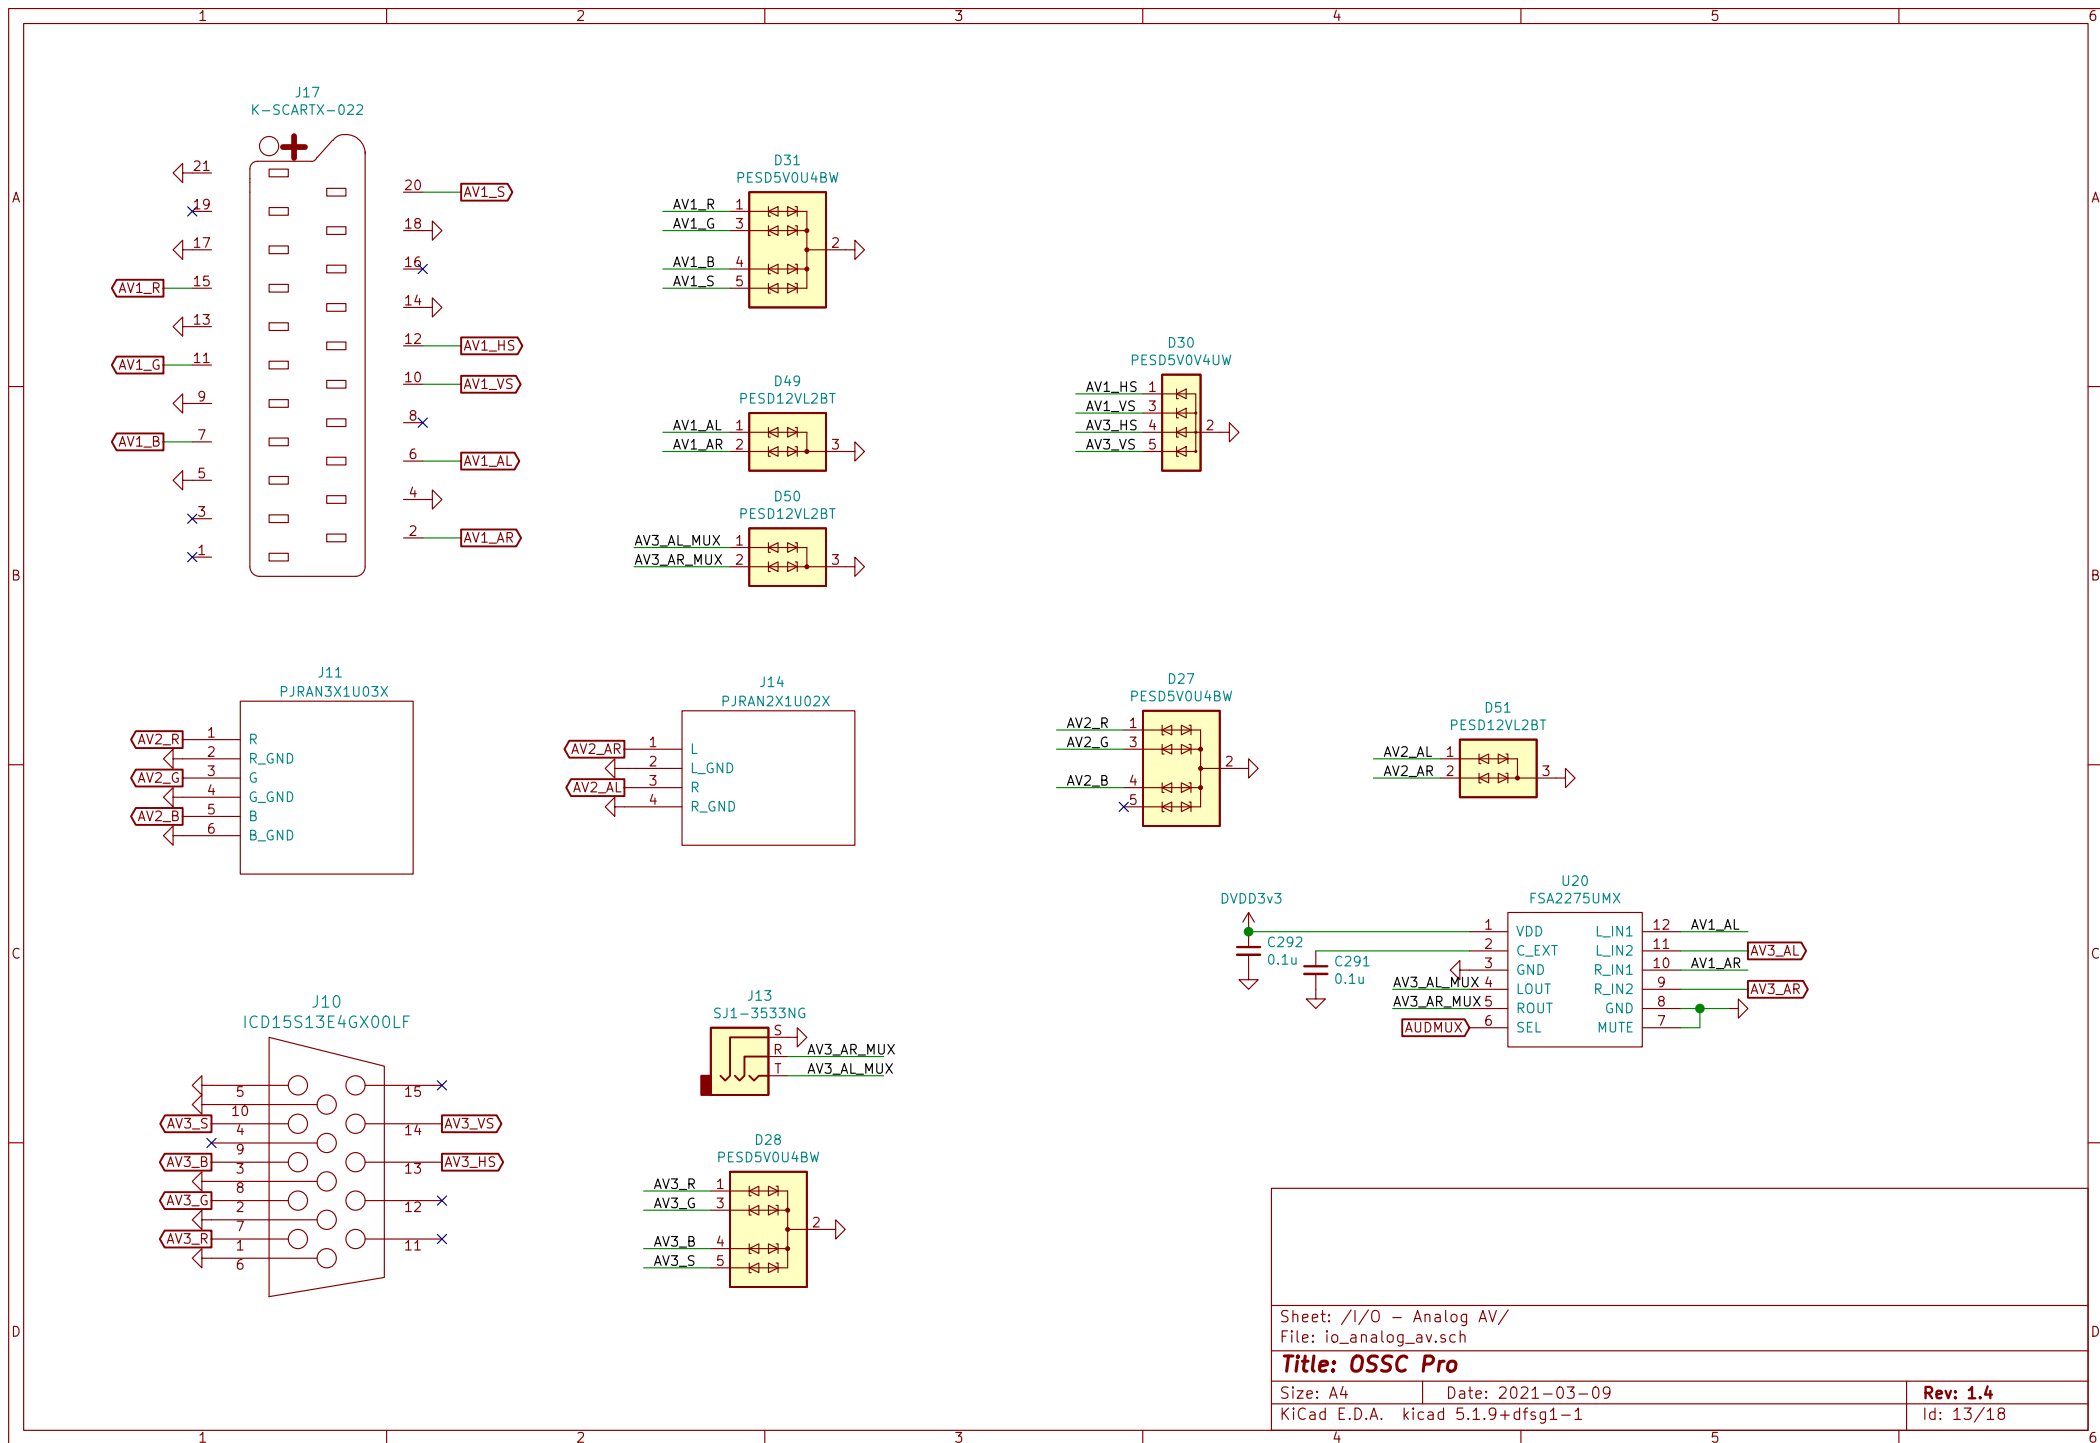 1 2 3 4 5 6
A A
B B
C C
D D
J17
K-SCARTX-022
21
19
17
AV1_R 15
13
AV1_G 11
9
AV1_B 7
5
3
1
20 AV1_S
18
16
14
12 AV1_HS
10 AV1_VS
8
6 AV1_AL
4
2 AV1_AR
D31
PESD5V0U4BW
AV1_R 1
AV1_G 3
2
AV1_B 4
AV1_S 5
D49
PESD12VL2BT
AV1_AL 1
AV1_AR 2 3
D50
PESD12VL2BT
AV3_AL_MUX 1
AV3_AR_MUX 2 3
D30
PESD5V0V4UW
AV1_HS 1
AV1_VS 3
AV3_HS 4 2
AV3_VS 5
J11
PJRAN3X1U03X
AV2_R 1 R
2 R_GND
AV2_G 3 G
4 G_GND
AV2_B 5 B
6 B_GND
J14
PJRAN2X1U02X
AV2_AR 1 L
2 L_GND
AV2_AL 3 R
4 R_GND
D27
PESD5V0U4BW
AV2_R 1
AV2_G 3
2
AV2_B 4
5
D51
PESD12VL2BT
AV2_AL 1
AV2_AR 2 3
U20
FSA2275UMX
DVDD3v3
C292
0.1u
C291
0.1u
1 VDD L_IN1 12 AV1_AL
2 C_EXT L_IN2 11 AV3_AL
3 GND R_IN1 10 AV1_AR
AV3_AL_MUX 4 LOUT R_IN2 9 AV3_AR
AV3_AR_MUX 5 ROUT GND 8
AUDMUX 6 SEL MUTE 7
J10
ICD15S13E4GX00LF
5
10
AV3_S 4
9
AV3_B 3
8
AV3_G 2
7
AV3_R 1
6
15
14 AV3_VS
13 AV3_HS
12
11
J13
SJ1-3533NG
S
R AV3_AR_MUX
T AV3_AL_MUX
D28
PESD5V0U4BW
AV3_R 1
AV3_G 3
2
AV3_B 4
AV3_S 5
Sheet: /I/O - Analog AV/
File: io_analog_av.sch
Title: OSSC Pro
Size: A4 Date: 2021-03-09 Rev: 1.4
KiCad E.D.A. kicad 5.1.9+dfsg1-1 Id: 13/18
1 2 3 4 5 6